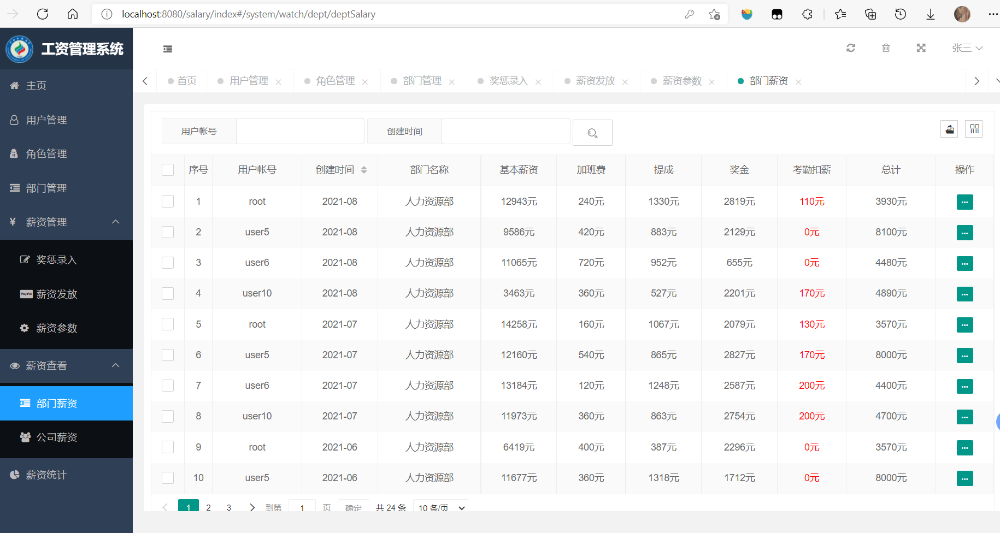 localhost:8080/salary/index#/system/watch/dept/deptSalary
工资管理系统
张三
首页 用户管理 角色管理 部门管理 奖惩录入 薪资发放 薪资参数 部门薪资
主页
用户管理
角色管理
部门管理
薪资管理
奖惩录入
PayPal 薪资发放
薪资参数
薪资查看
部门薪资
公司薪资
薪资统计
用户帐号 创建时间
序号 用户帐号 创建时间 部门名称 基本薪资 加班费 提成 奖金 考勤扣薪 总计 操作
1 root 2021-08 人力资源部 12943元 240元 1330元 2819元 110元 3930元
2 user5 2021-08 人力资源部 9586元 420元 883元 2129元 0元 8100元
3 user6 2021-08 人力资源部 11065元 720元 952元 655元 0元 4480元
4 user10 2021-08 人力资源部 3463元 360元 527元 2201元 170元 4890元
5 root 2021-07 人力资源部 14258元 160元 1067元 2079元 130元 3570元
6 user5 2021-07 人力资源部 12160元 540元 865元 2827元 170元 8000元
7 user6 2021-07 人力资源部 13184元 120元 1248元 2587元 200元 4400元
8 user10 2021-07 人力资源部 11973元 360元 863元 2754元 200元 4700元
9 root 2021-06 人力资源部 6419元 400元 387元 2296元 0元 3570元
10 user5 2021-06 人力资源部 11677元 360元 1318元 1712元 0元 8000元
1 2 3 到第 1 页 确定 共 24 条 10 条/页